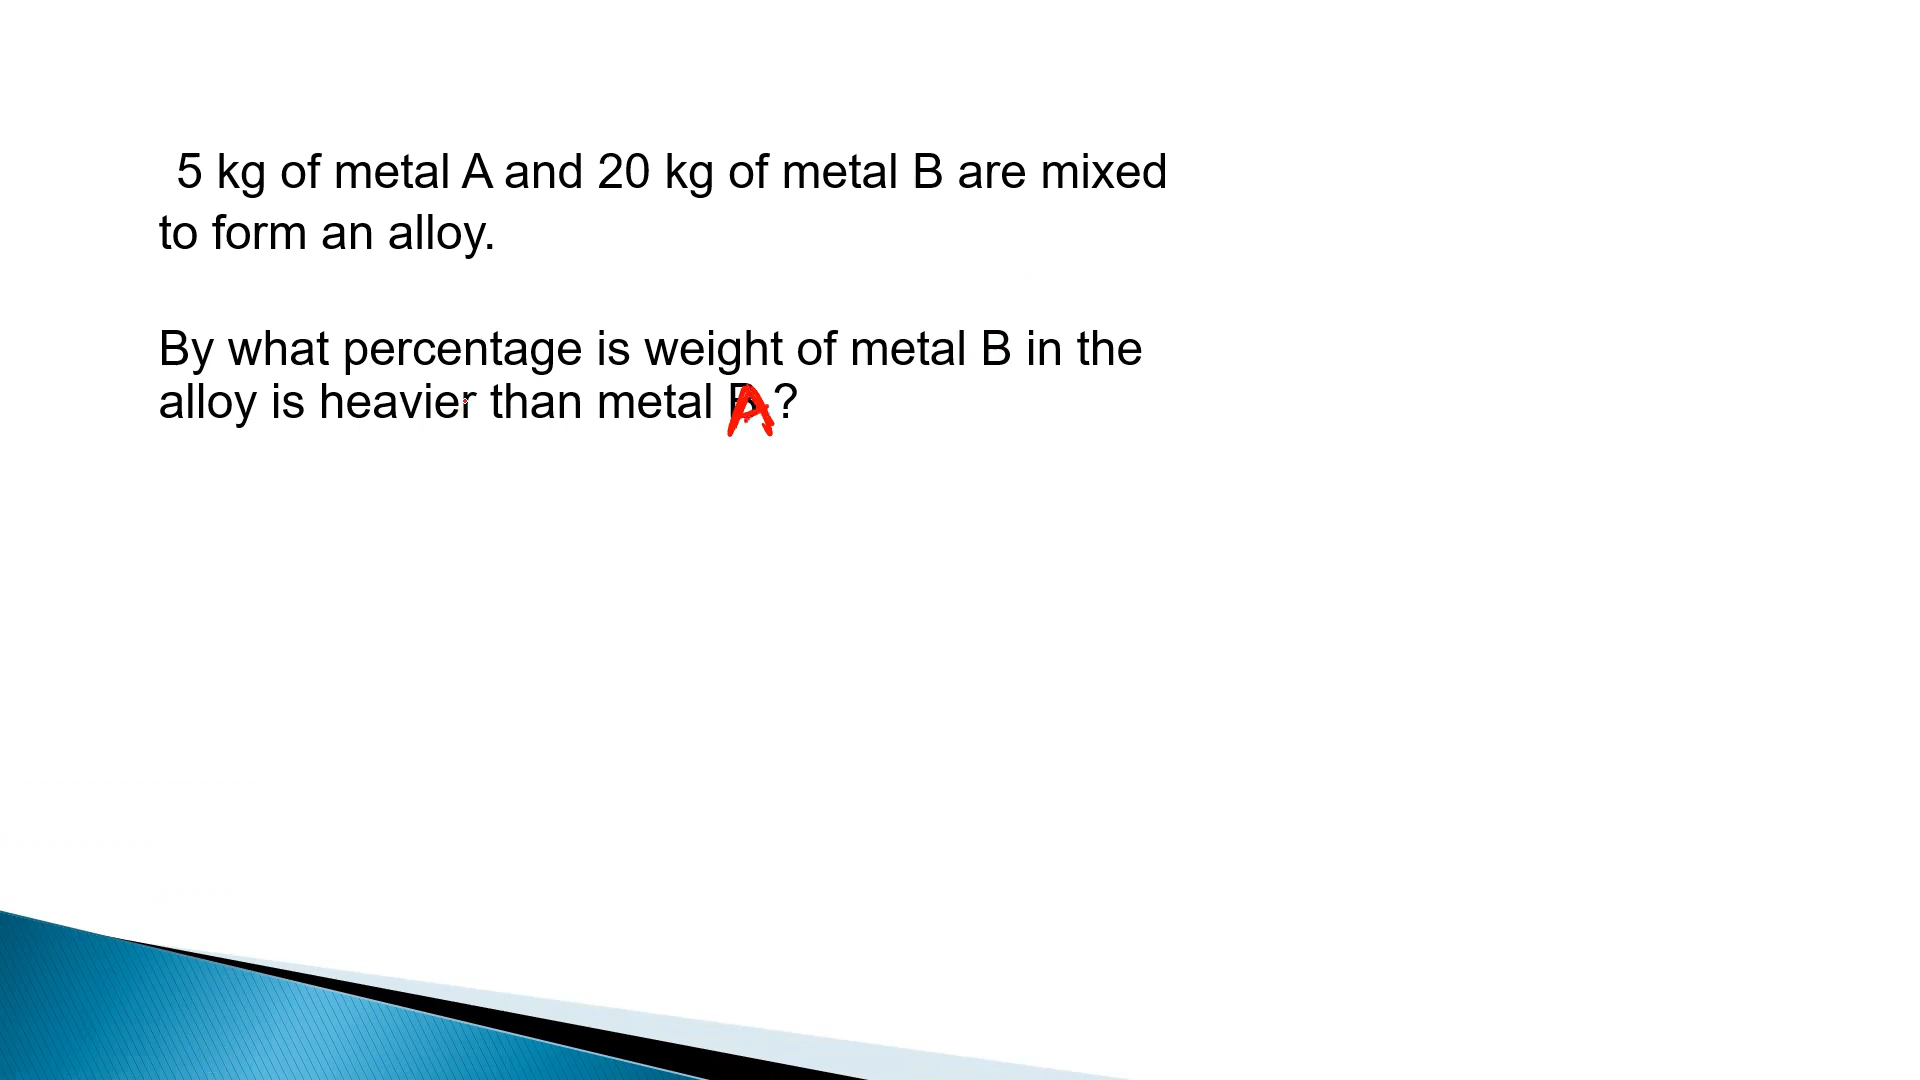 5 kg of metal A and 20 kg of metal B are mixed
to form an alloy.
By what percentage is weight of metal B in the
alloy is heavier than metal A ?